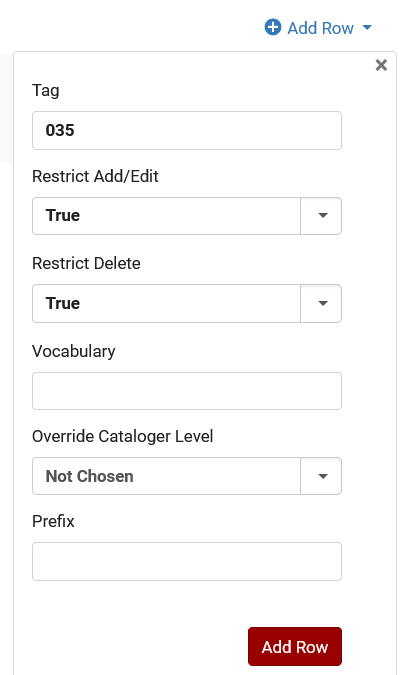 Add Row
Tag
035
Restrict Add/Edit
True
Restrict Delete
True
Vocabulary
Override Cataloger Level
Not Chosen
Prefix
Add Row